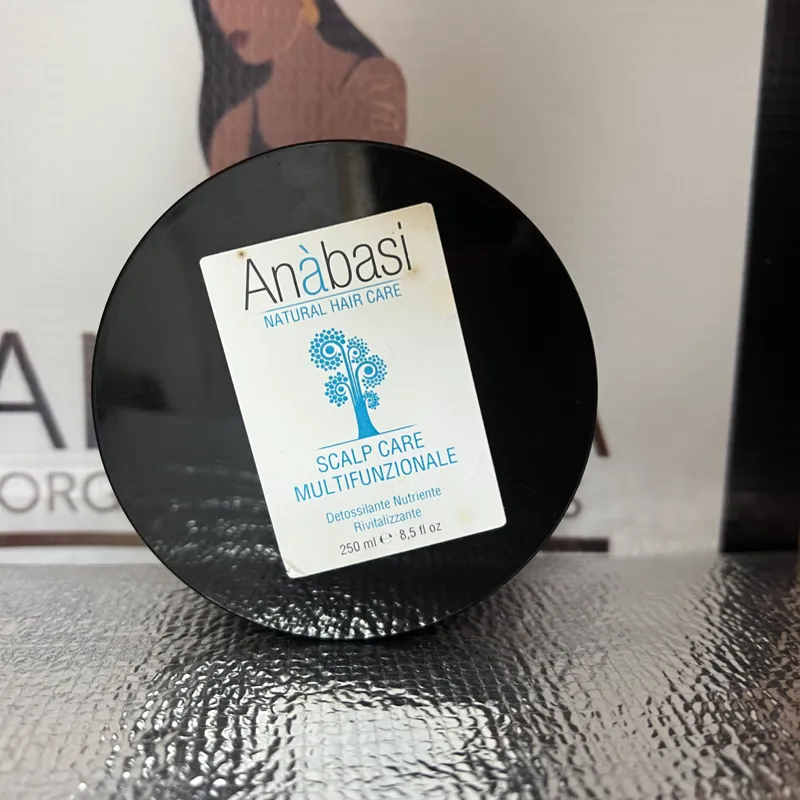 Anàbasi
NATURAL HAIR CARE
SCALP CARE
MULTIFUNZIONALE
Detossilante Nutriente
Rivitalizzante
250 ml ℮ 8,5 fl oz